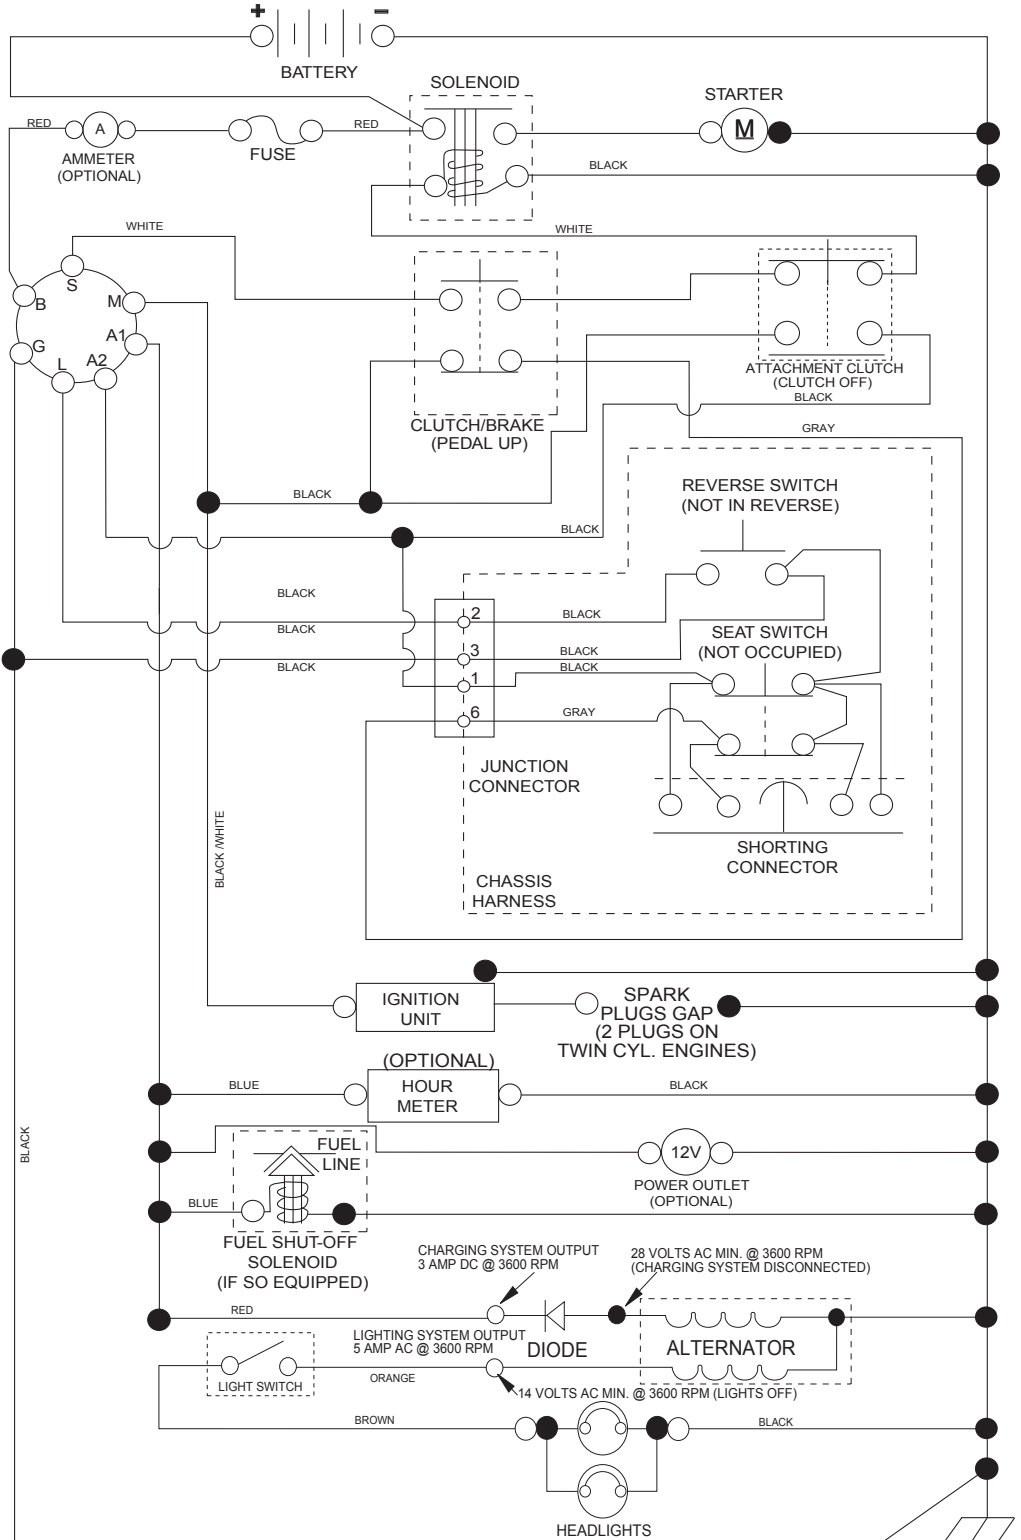 + −
BATTERY
SOLENOID
STARTER
RED
A
AMMETER
(OPTIONAL)
FUSE
RED
M
BLACK
WHITE
WHITE
S
B
M
A1
G
L
A2
CLUTCH/BRAKE
(PEDAL UP)
ATTACHMENT CLUTCH
(CLUTCH OFF)
BLACK
GRAY
BLACK
BLACK
REVERSE SWITCH
(NOT IN REVERSE)
BLACK
BLACK
BLACK
2
BLACK
3
BLACK
1
BLACK
6
GRAY
SEAT SWITCH
(NOT OCCUPIED)
JUNCTION
CONNECTOR
SHORTING
CONNECTOR
CHASSIS
HARNESS
BLACK /WHITE
BLACK
IGNITION
UNIT
SPARK
PLUGS GAP
(2 PLUGS ON
TWIN CYL. ENGINES)
(OPTIONAL)
HOUR
METER
BLUE
BLACK
FUEL
LINE
12V
POWER OUTLET
(OPTIONAL)
BLUE
FUEL SHUT-OFF
SOLENOID
(IF SO EQUIPPED)
CHARGING SYSTEM OUTPUT
3 AMP DC @ 3600 RPM
28 VOLTS AC MIN. @ 3600 RPM
(CHARGING SYSTEM DISCONNECTED)
RED
LIGHTING SYSTEM OUTPUT
5 AMP AC @ 3600 RPM
DIODE
ALTERNATOR
LIGHT SWITCH
ORANGE
14 VOLTS AC MIN. @ 3600 RPM (LIGHTS OFF)
BROWN
BLACK
HEADLIGHTS